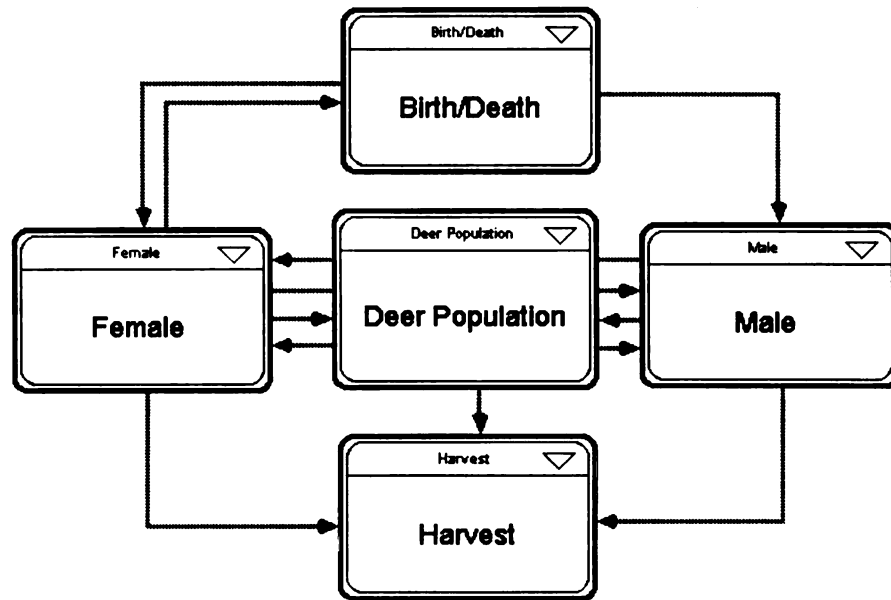 Birth/Death
Birth/Death
Female
Female
Deer Population
Deer Population
Male
Male
Harvest
Harvest